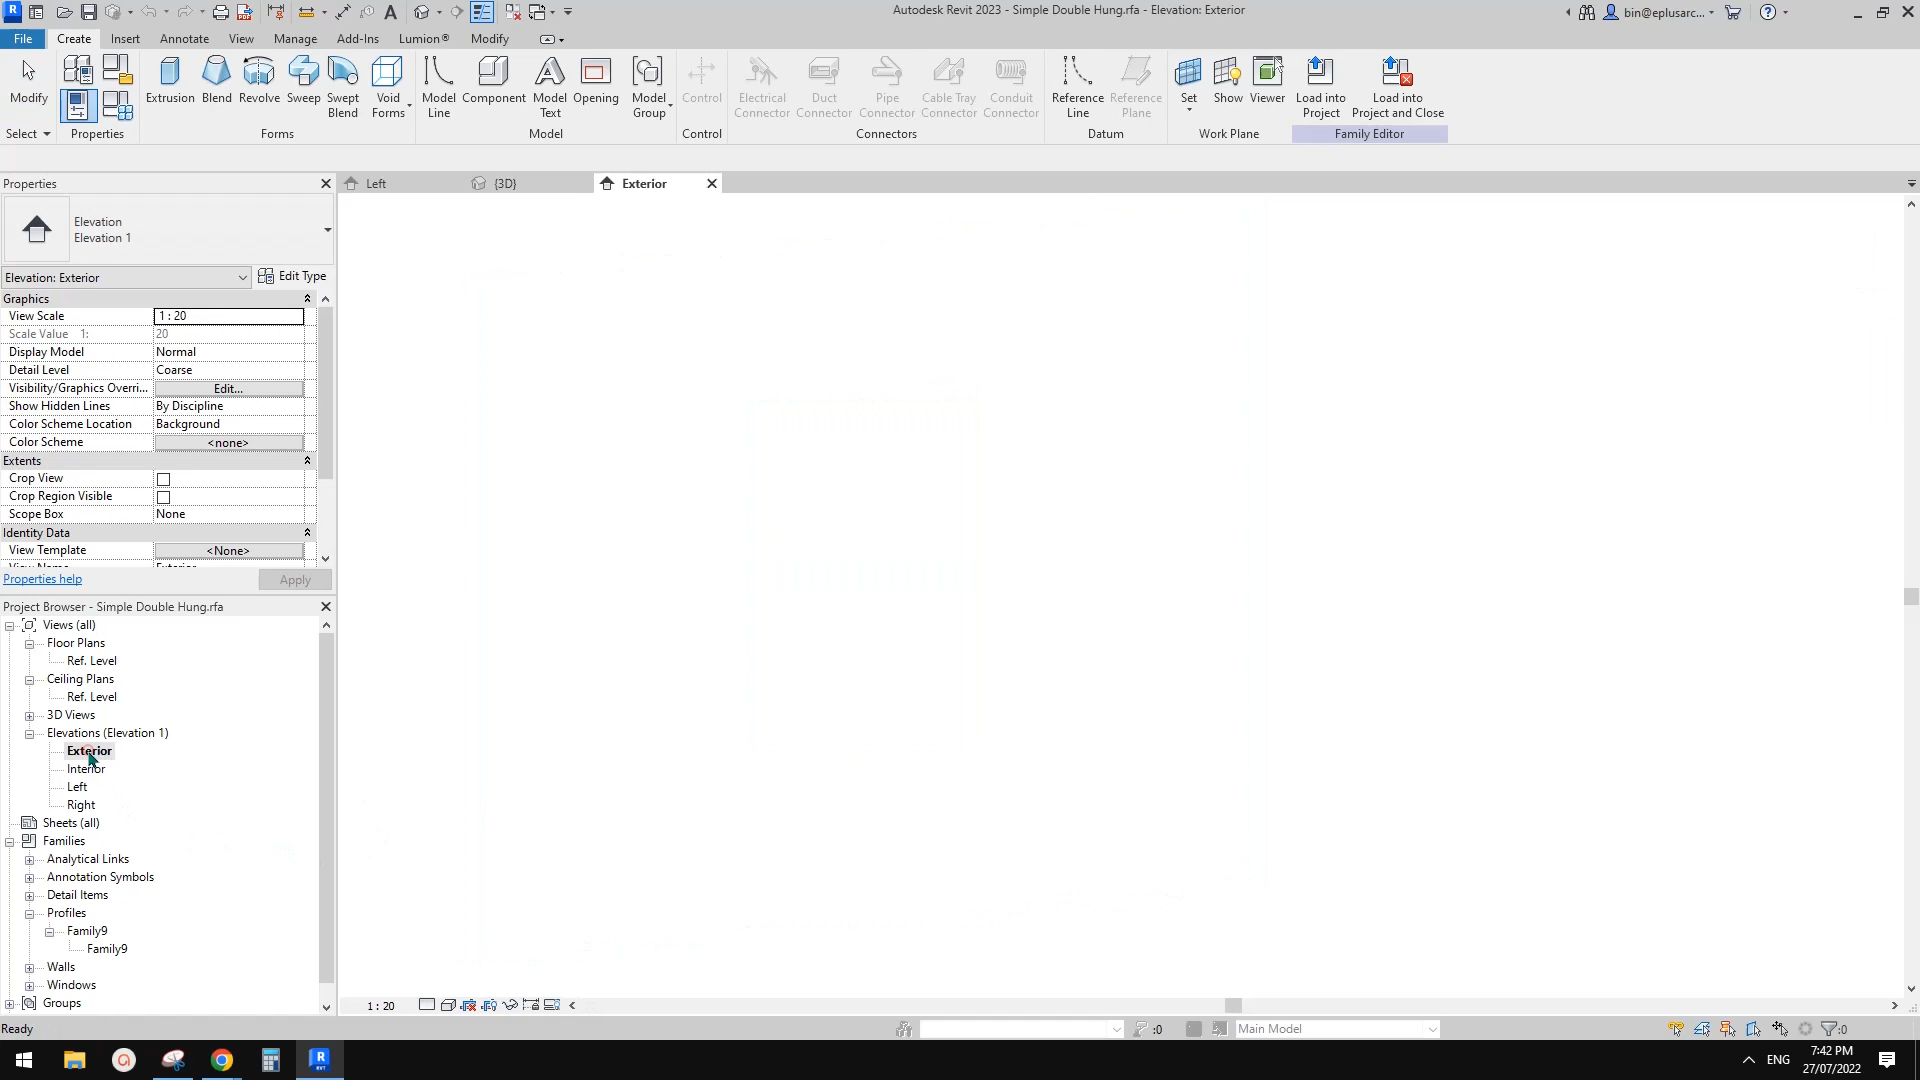 Autodesk Revit 2023 - Simple Double Hung.rfa - Elevation: Exterior
bin@eplusarc...
File
Create
Insert
Annotate
View
Manage
Add-Ins
Lumion®
Modify
Modify
Extrusion
Blend
Revolve
Sweep
Swept Blend
Void Forms
Model Line
Component
Model Text
Opening
Model Group
Control
Electrical Connector
Duct Connector
Pipe Connector
Cable Tray Connector
Conduit Connector
Reference Line
Reference Plane
Set
Show
Viewer
Load into Project
Load into Project and Close
Select
Properties
Forms
Model
Control
Connectors
Datum
Work Plane
Family Editor
Properties
Left
{3D}
Exterior
Elevation
Elevation 1
Elevation: Exterior
Edit Type
Graphics
View Scale 1 : 20
Scale Value 1: 20
Display Model Normal
Detail Level Coarse
Visibility/Graphics Overri... Edit...
Show Hidden Lines By Discipline
Color Scheme Location Background
Color Scheme <none>
Extents
Crop View
Crop Region Visible
Scope Box None
Identity Data
View Template <None>
View Name Exterior
Properties help
Apply
Project Browser - Simple Double Hung.rfa
Views (all)
Floor Plans
Ref. Level
Ceiling Plans
Ref. Level
3D Views
Elevations (Elevation 1)
Exterior
Interior
Left
Right
Sheets (all)
Families
Analytical Links
Annotation Symbols
Detail Items
Profiles
Family9
Family9
Walls
Windows
Groups
1 : 20
Ready
:0
Main Model
:0
ENG
7:42 PM
27/07/2022